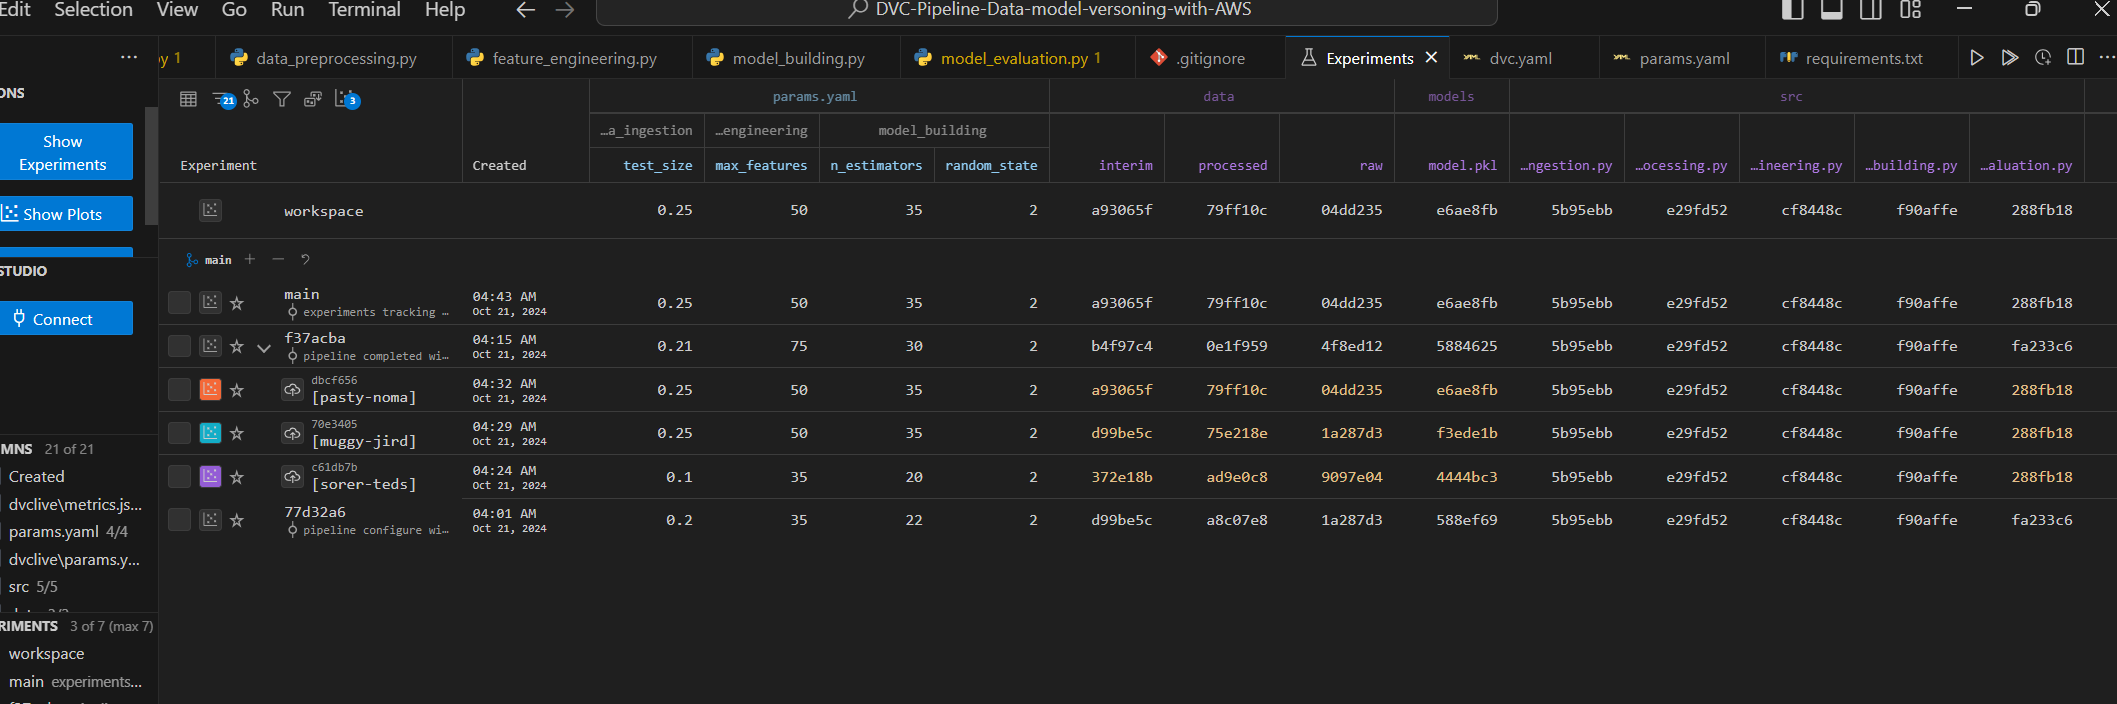 Edit Selection View Go Run Terminal Help DVC-Pipeline-Data-model-versoning-with-AWS
py 1 data_preprocessing.py feature_engineering.py model_building.py model_evaluation.py 1 .gitignore Experiments dvc.yaml params.yaml requirements.txt
ONS
Show
Experiments
Show Plots
STUDIO
Connect
MNS 21 of 21
Created
dvclive\metrics.js...
params.yaml 4/4
dvclive\params.y...
src 5/5
RIMENTS 3 of 7 (max 7)
workspace
main experiments...
21 3
params.yaml data models src
…a_ingestion …engineering model_building
Experiment Created test_size max_features n_estimators random_state interim processed raw model.pkl …ngestion.py …ocessing.py …ineering.py …building.py …aluation.py
workspace 0.25 50 35 2 a93065f 79ff10c 04dd235 e6ae8fb 5b95ebb e29fd52 cf8448c f90affe 288fb18
main
main 04:43 AM 0.25 50 35 2 a93065f 79ff10c 04dd235 e6ae8fb 5b95ebb e29fd52 cf8448c f90affe 288fb18
experiments tracking … Oct 21, 2024
f37acba 04:15 AM 0.21 75 30 2 b4f97c4 0e1f959 4f8ed12 5884625 5b95ebb e29fd52 cf8448c f90affe fa233c6
pipeline completed wi… Oct 21, 2024
dbcf656
[pasty-noma] 04:32 AM 0.25 50 35 2 a93065f 79ff10c 04dd235 e6ae8fb 5b95ebb e29fd52 cf8448c f90affe 288fb18
Oct 21, 2024
70e3405
[muggy-jird] 04:29 AM 0.25 50 35 2 d99be5c 75e218e 1a287d3 f3ede1b 5b95ebb e29fd52 cf8448c f90affe 288fb18
Oct 21, 2024
c61db7b
[sorer-teds] 04:24 AM 0.1 35 20 2 372e18b ad9e0c8 9097e04 4444bc3 5b95ebb e29fd52 cf8448c f90affe 288fb18
Oct 21, 2024
77d32a6 04:01 AM 0.2 35 22 2 d99be5c a8c07e8 1a287d3 588ef69 5b95ebb e29fd52 cf8448c f90affe fa233c6
pipeline configure wi… Oct 21, 2024